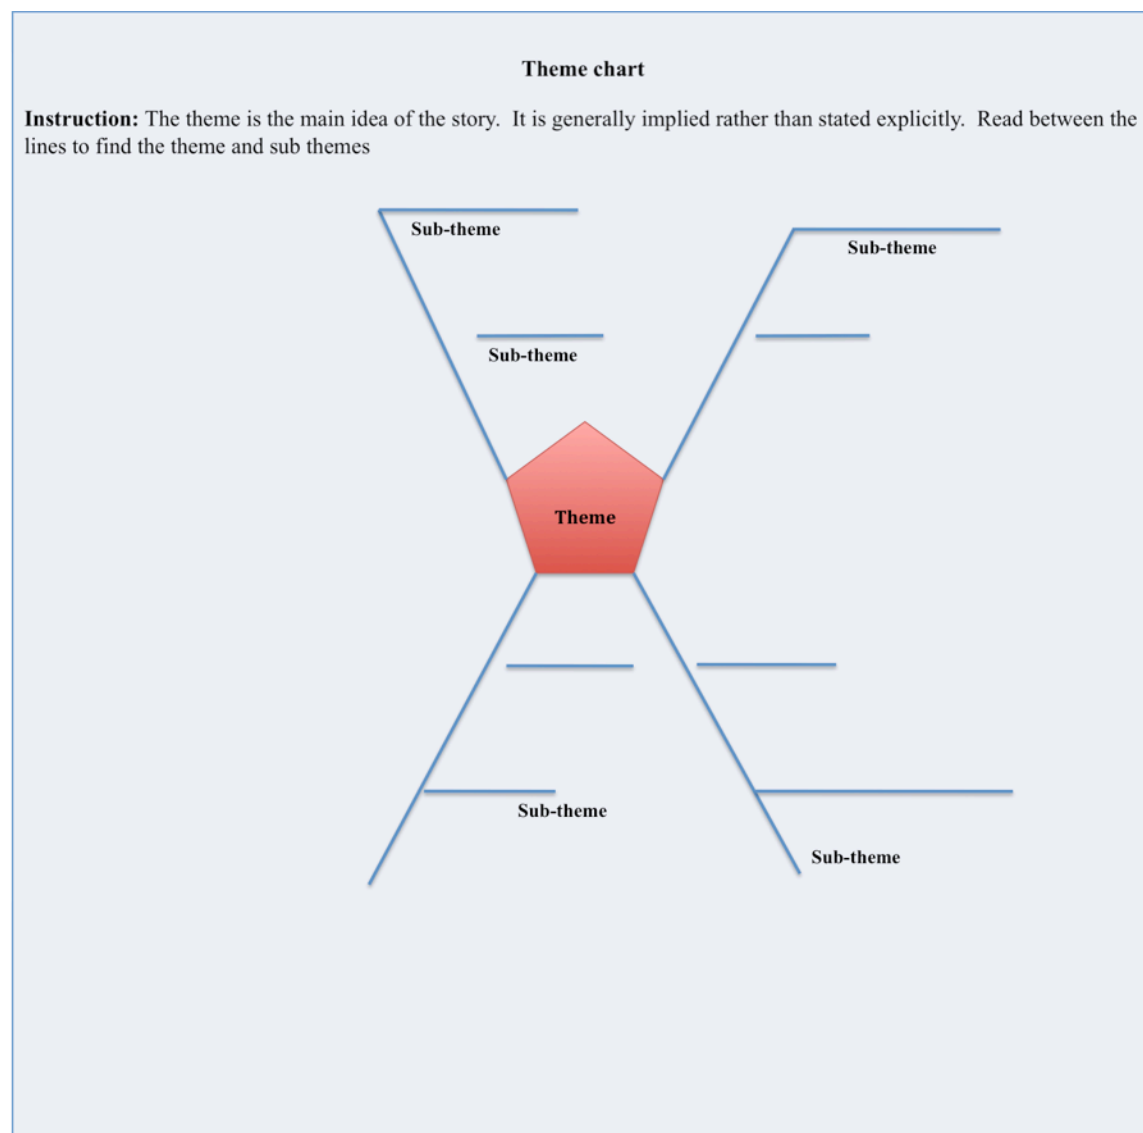 Theme chart
Instruction: The theme is the main idea of the story.  It is generally implied rather than stated explicitly.  Read between the
lines to find the theme and sub themes
Sub-theme
Sub-theme
Sub-theme
Theme
Sub-theme
Sub-theme